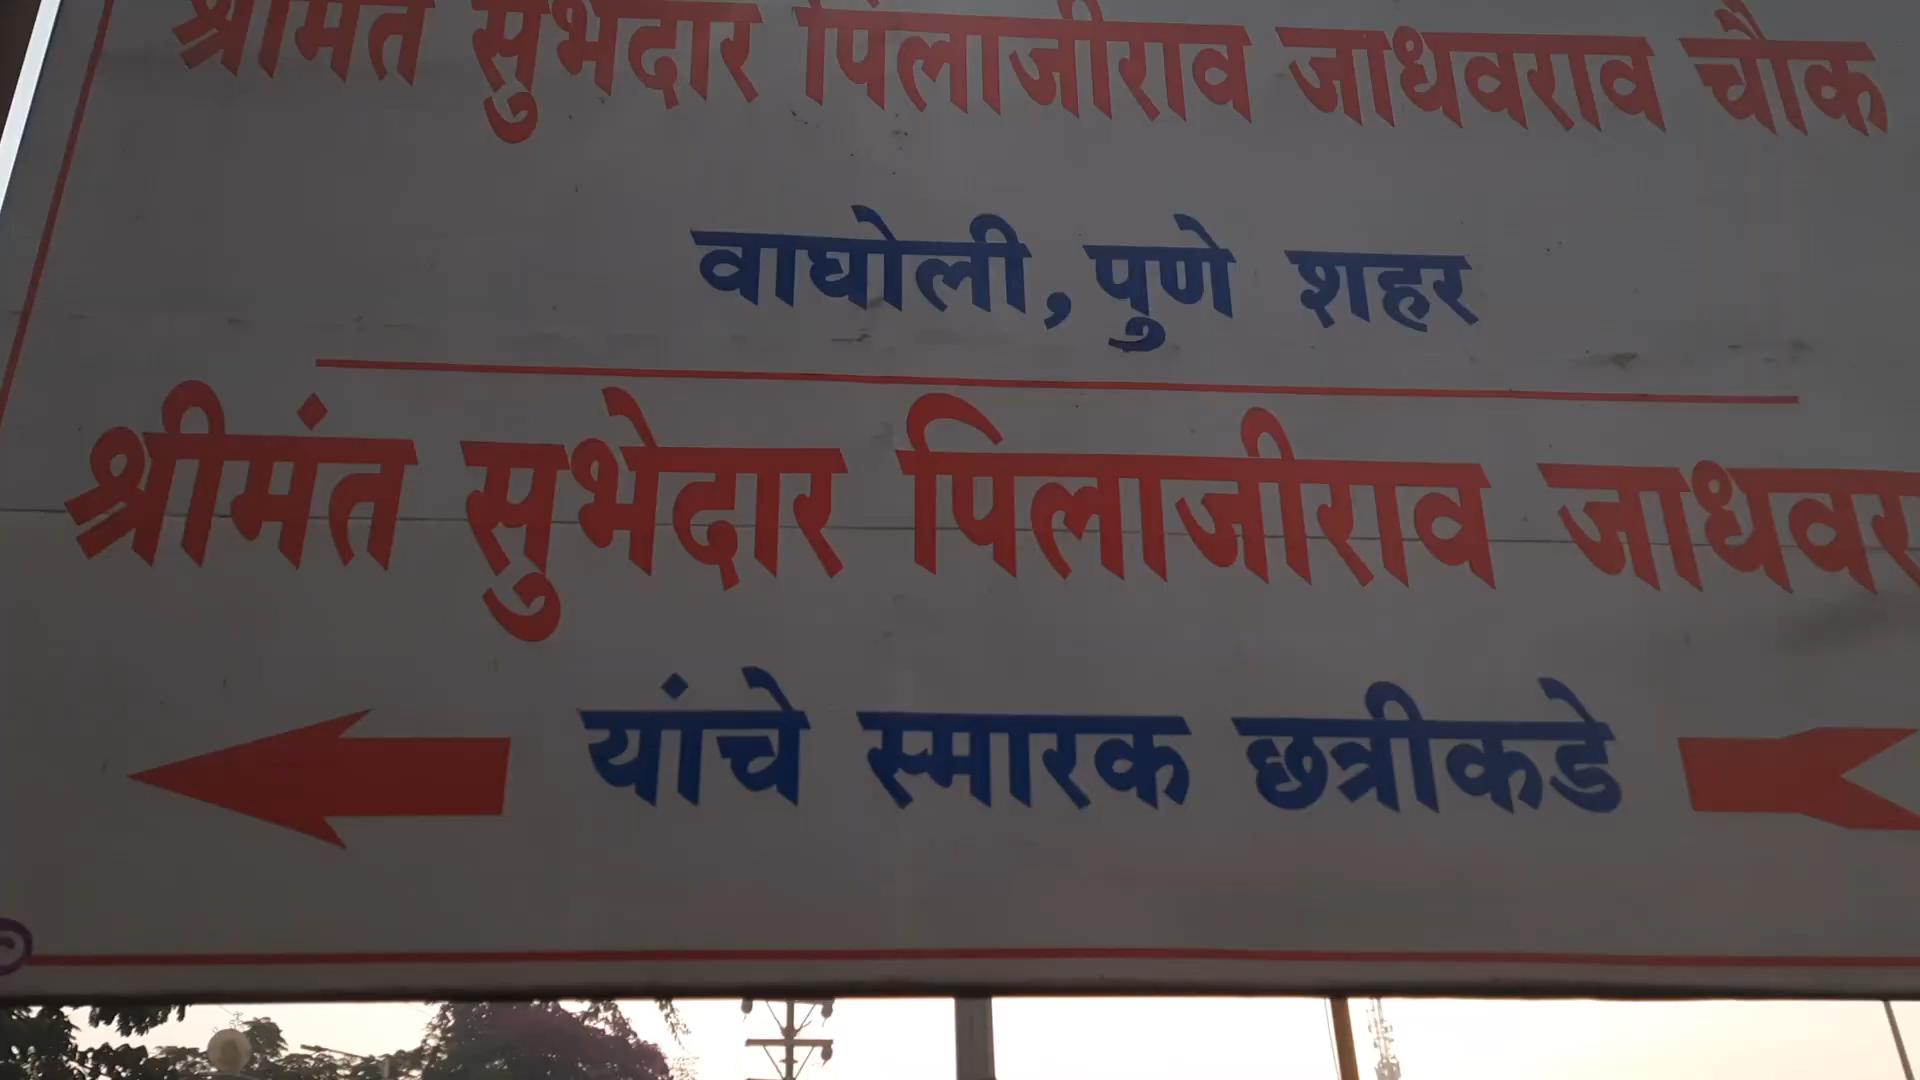 श्रीमंत सुभेदार पिलाजीराव जाधवराव चौक
वाघोली, पुणे शहर
श्रीमंत सुभेदार पिलाजीराव जाधवर
यांचे स्मारक छत्रीकडे